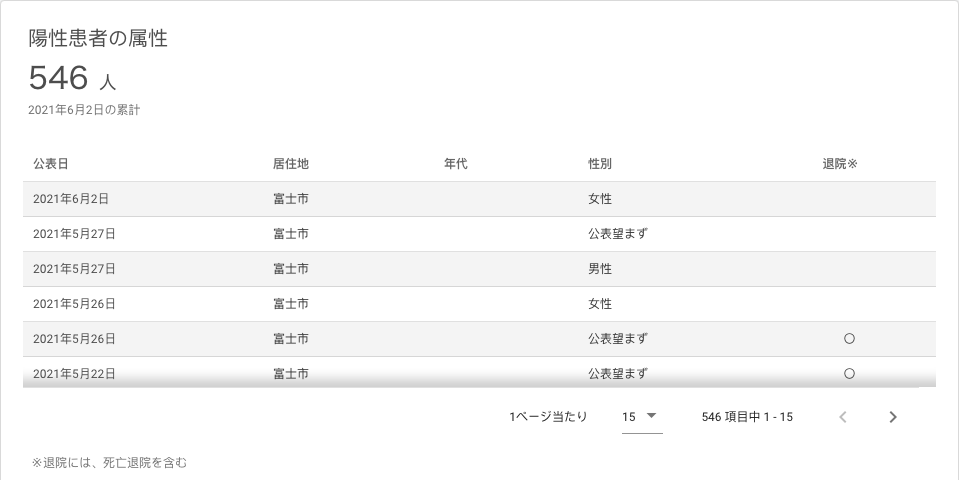 陽性患者の属性
546 人
2021年6月2日の累計
公表日 居住地 年代 性別 退院※
2021年6月2日 富士市 女性
2021年5月27日 富士市 公表望まず
2021年5月27日 富士市 男性
2021年5月26日 富士市 女性
2021年5月26日 富士市 公表望まず ○
2021年5月22日 富士市 公表望まず ○
1ページ当たり 15 546 項目中 1 - 15
※退院には、死亡退院を含む